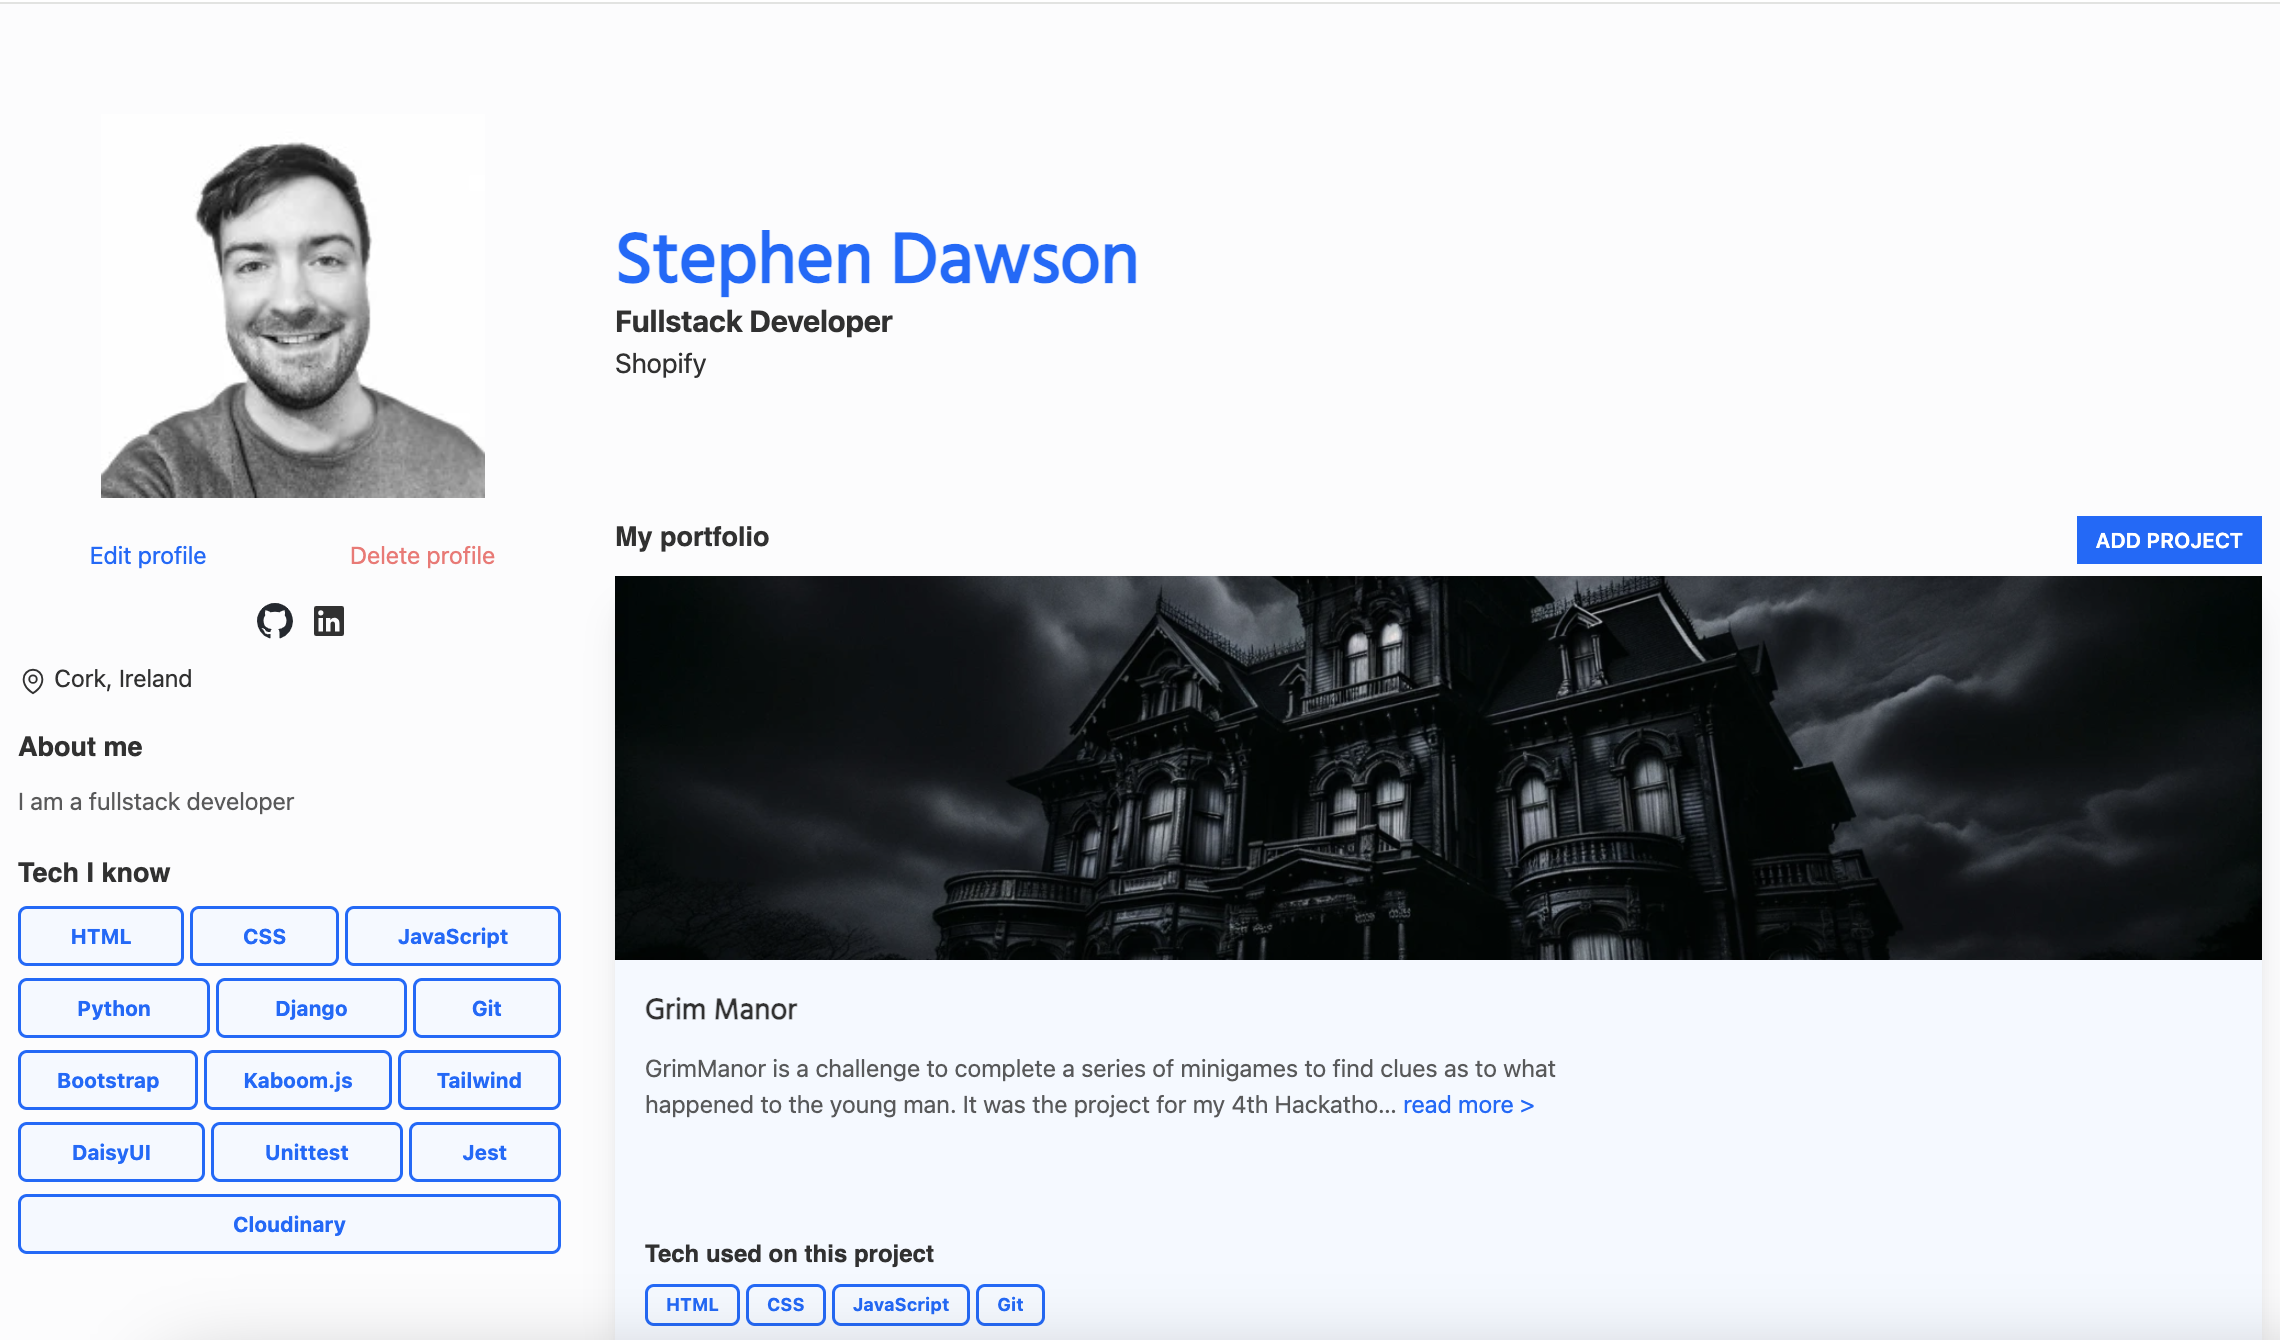 Stephen Dawson
Fullstack Developer
Shopify
Edit profile
Delete profile
in
Cork, Ireland
About me
I am a fullstack developer
Tech I know
HTML CSS JavaScript
Python Django Git
Bootstrap Kaboom.js Tailwind
DaisyUI Unittest Jest
Cloudinary
My portfolio
ADD PROJECT
Grim Manor
GrimManor is a challenge to complete a series of minigames to find clues as to what
happened to the young man. It was the project for my 4th Hackatho... read more >
Tech used on this project
HTML CSS JavaScript Git